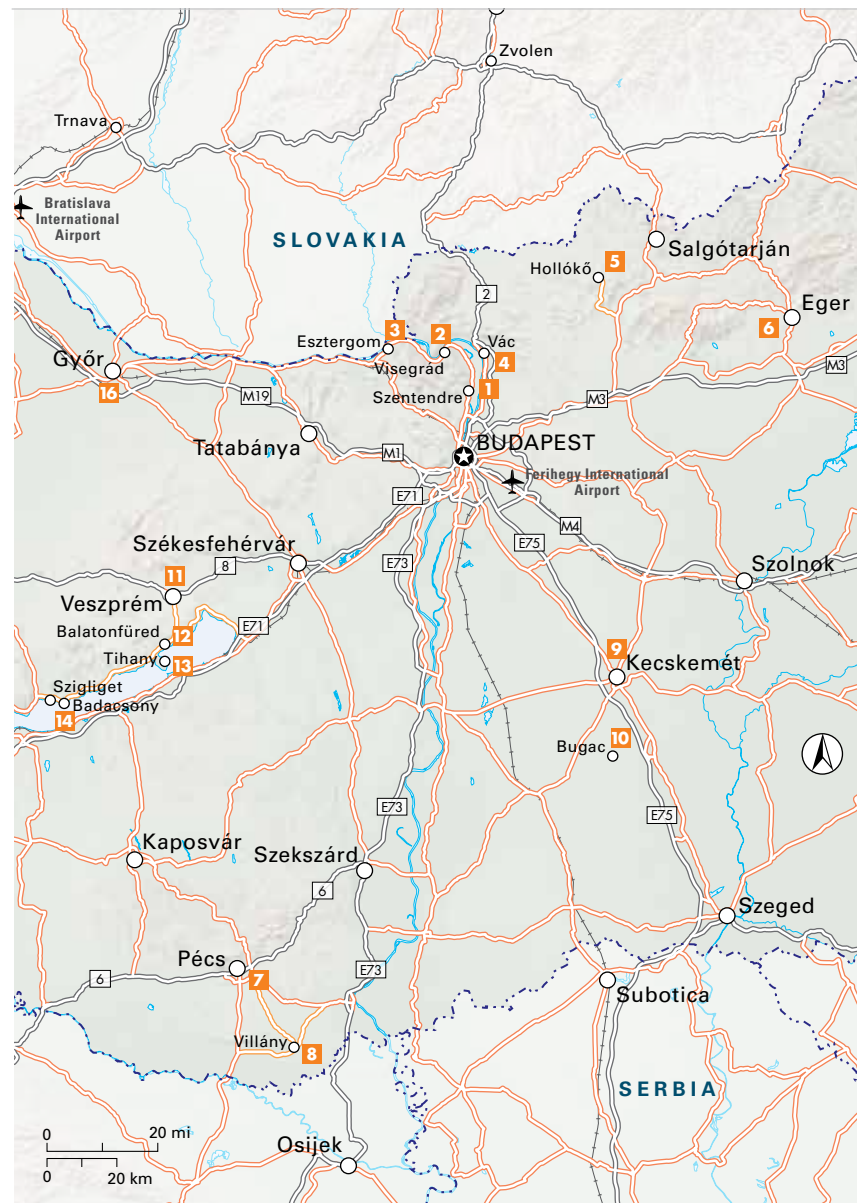 Zvolen
Trnava
Bratislava
International
Airport
SLOVAKIA
Salgótarján
5
Hollókő
2
Eger
6
3
2
Esztergom
Vác
4
Visegrád
Győr
16
1
Szentendre
M3
M19
M3
Tatabánya
BUDAPEST
M1
Ferihegy International
Airport
E71
M4
E75
Székesfehérvár
E73
8
11
Szolnok
Veszprém
E71
Balatonfüred
12
Tihany
13
9
Kecskemét
Szigliget
Badacsony
14
10
Bugac
E73
E75
Kaposvár
Szekszárd
6
Szeged
Pécs
E73
6
7
Subotica
Villány
8
SERBIA
0 20 mi
0 20 km
Osijek